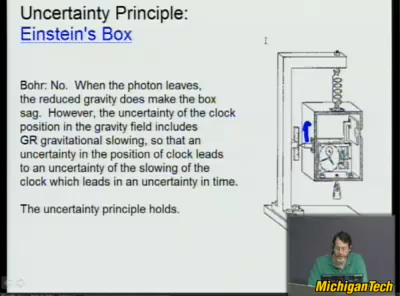 Uncertainty Principle:
Einstein's Box
Bohr: No. When the photon leaves,
the reduced gravity does make the box
sag. However, the uncertainty of the clock
position in the gravity field includes
GR gravitational slowing, so that an
uncertainty in the position of clock leads
to an uncertainty of the slowing of the
clock which leads in an uncertainty in time.
The uncertainty principle holds.
MichiganTech